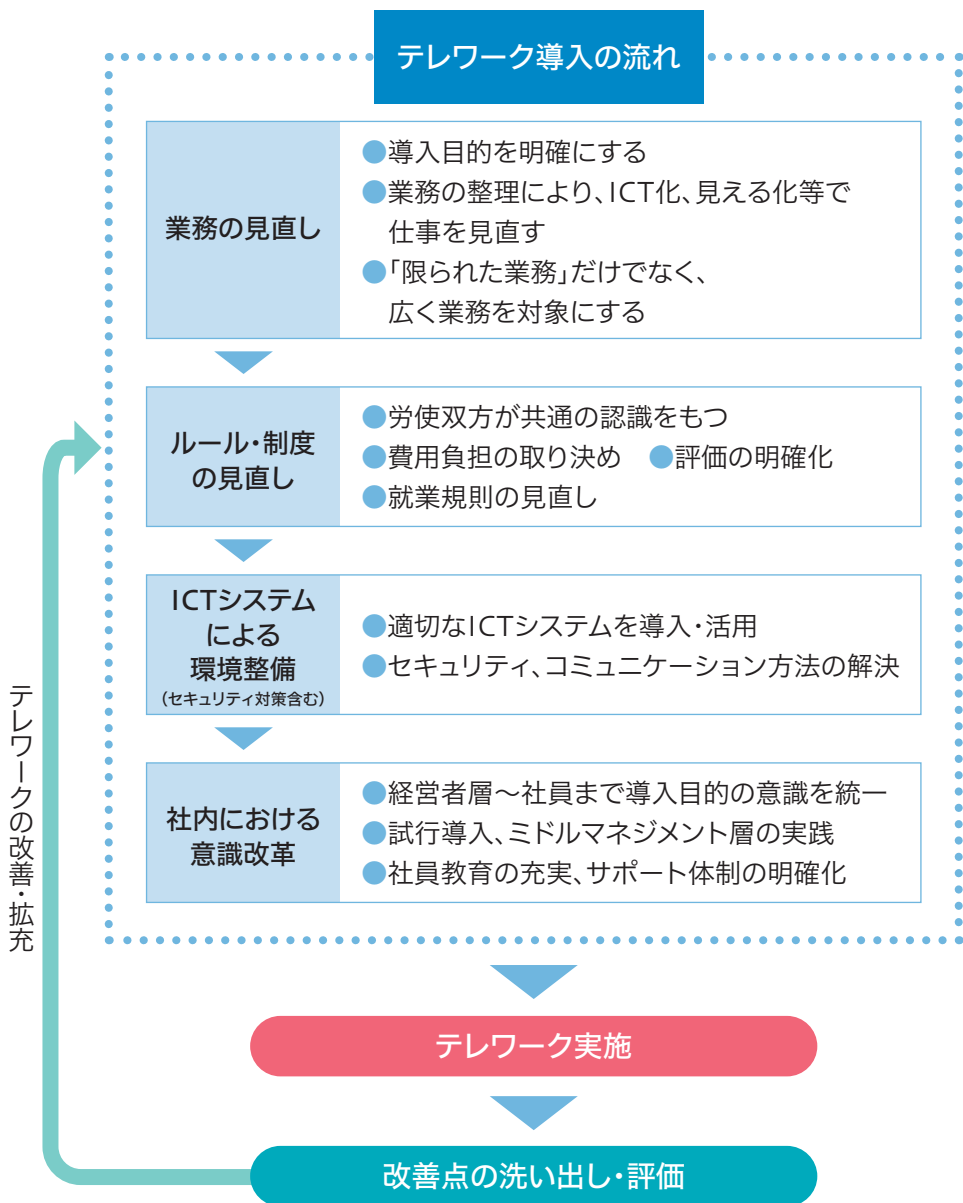 テレワーク導入の流れ
業務の見直し
●導入目的を明確にする
●業務の整理により、ICT化、見える化等で
仕事を見直す
●「限られた業務」だけでなく、
広く業務を対象にする
ルール・制度
の見直し
●労使双方が共通の認識をもつ
●費用負担の取り決め　●評価の明確化
●就業規則の見直し
ICTシステム
による
環境整備
（セキュリティ対策含む）
●適切なICTシステムを導入・活用
●セキュリティ、コミュニケーション方法の解決
社内における
意識改革
●経営者層～社員まで導入目的の意識を統一
●試行導入、ミドルマネジメント層の実践
●社員教育の充実、サポート体制の明確化
テレワーク実施
改善点の洗い出し・評価
テレワークの改善・拡充